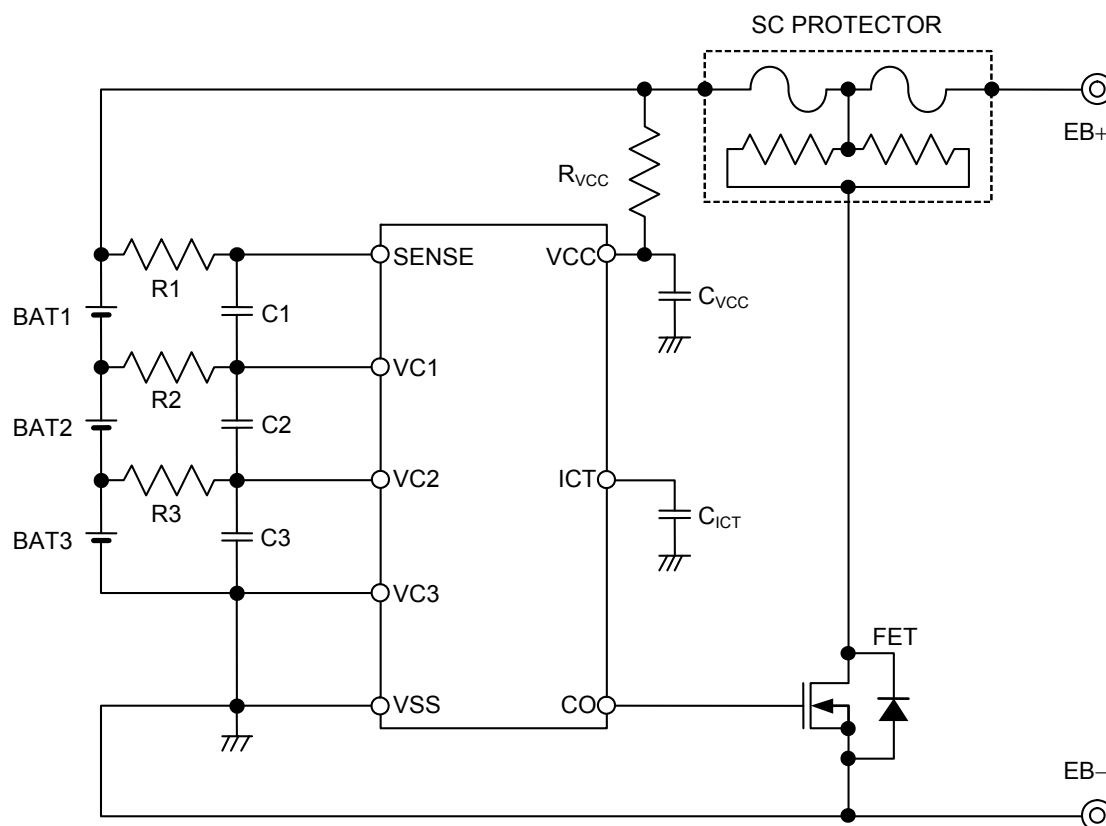 SC PROTECTOR
EB+
RVCC
SENSE
VCC
R1
C1
CVCC
BAT1
VC1
R2
C2
BAT2
VC2
ICT
R3
C3
CICT
BAT3
VC3
FET
VSS
CO
EB−